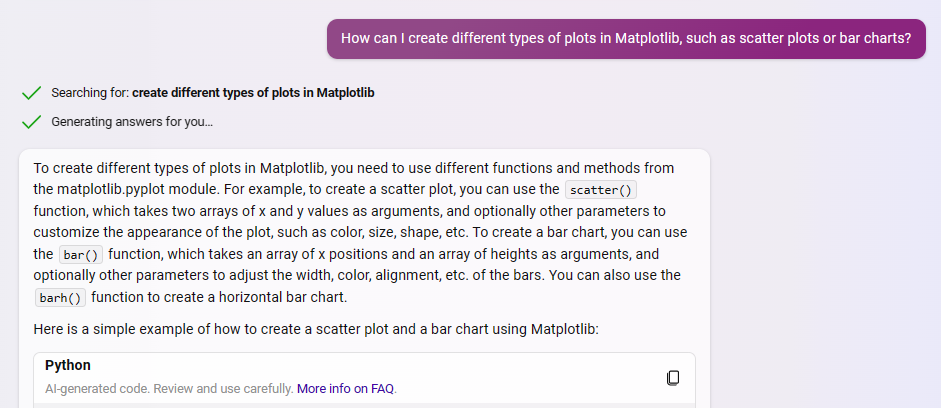 How can I create different types of plots in Matplotlib, such as scatter plots or bar charts?
Searching for: create different types of plots in Matplotlib
Generating answers for you...
To create different types of plots in Matplotlib, you need to use different functions and methods from
the matplotlib.pyplot module. For example, to create a scatter plot, you can use the scatter()
function, which takes two arrays of x and y values as arguments, and optionally other parameters to
customize the appearance of the plot, such as color, size, shape, etc. To create a bar chart, you can use
the bar() function, which takes an array of x positions and an array of heights as arguments, and
optionally other parameters to adjust the width, color, alignment, etc. of the bars. You can also use the
barh() function to create a horizontal bar chart.
Here is a simple example of how to create a scatter plot and a bar chart using Matplotlib:
Python
AI-generated code. Review and use carefully. More info on FAQ.